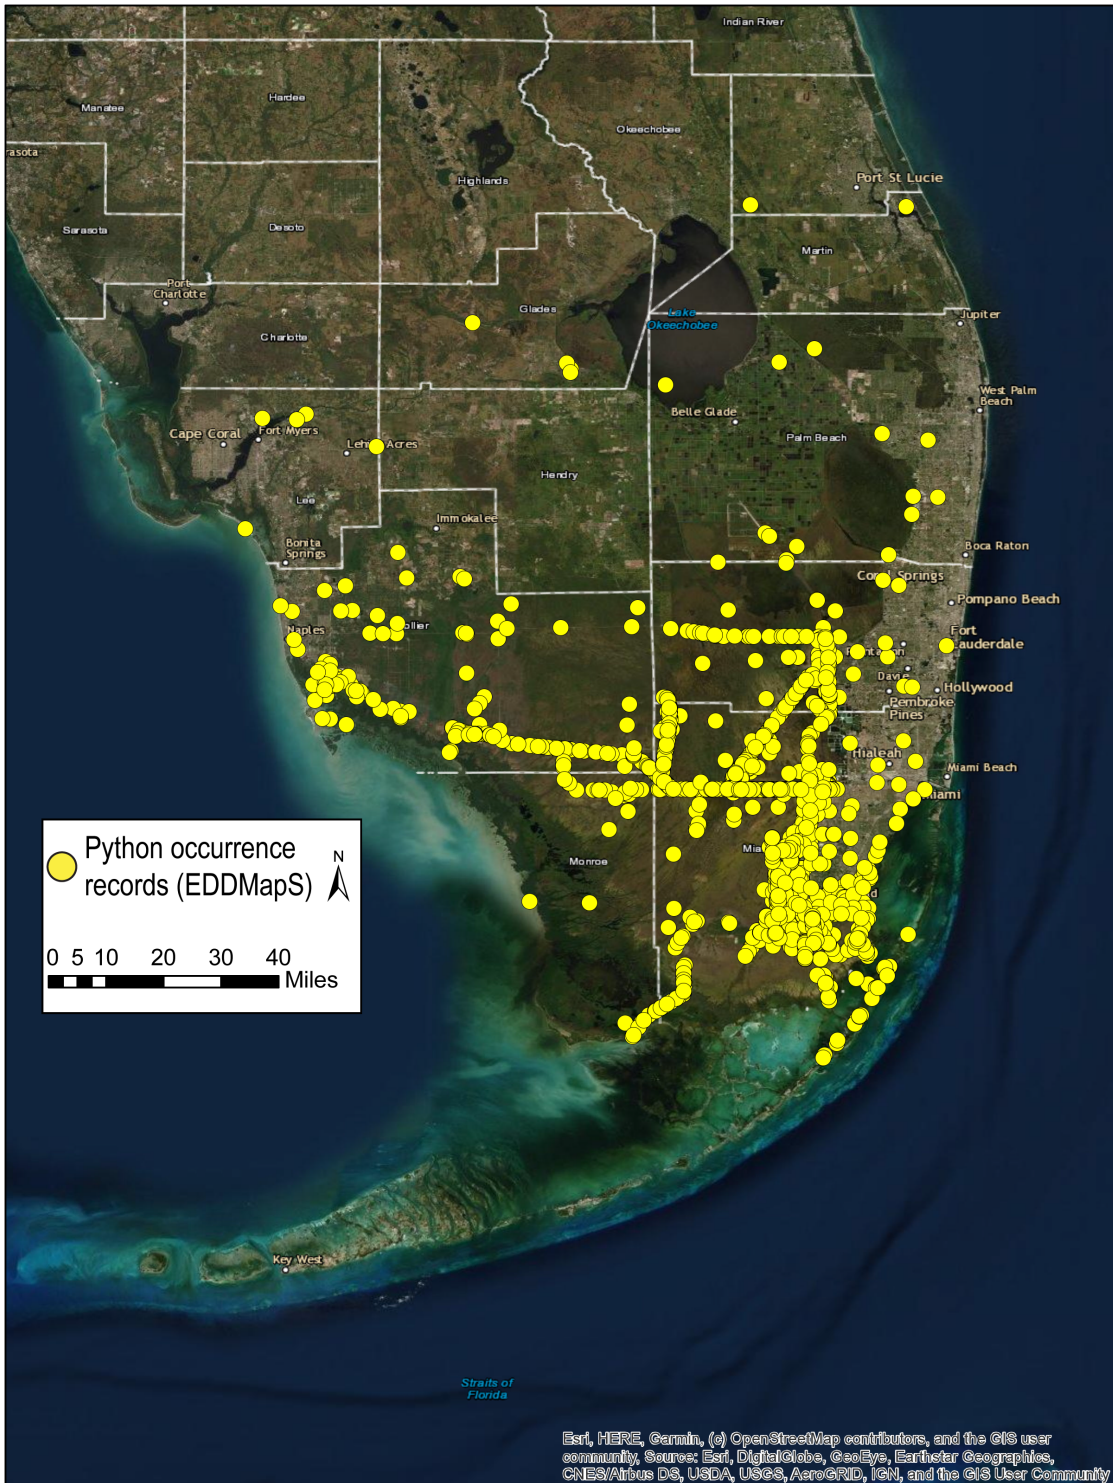 Indian River
Hardee
Manatee
Okeechobee
rasota
Highlands
Port St Lucie
Sarasota
Desoto
Martin
Port
Charlotte
Glades
Lake
Okeechobee
Jupiter
Charlotte
West Palm
Beach
Belle Glade
Cape Coral
Fort Myers
Palm Beach
Acres
Hendry
Lee
Immokalee
Bonita
Springs
Boca Raton
Coral Springs
Pompano Beach
Naples
ollier
Fort
auderdale
Davie
Hollywood
Pembroke
Pines
Hialeah
Miami Beach
iami
Monroe
Mia
d
Python occurrence
records (EDDMapS)
N
0 5 10 20 30 40
Miles
Key West
Straits of
Florida
Esri, HERE, Garmin, (c) OpenStreetMap contributors, and the GIS user
community, Source: Esri, DigitalGlobe, GeoEye, Earthstar Geographics,
CNES/Airbus DS, USDA, USGS, AeroGRID, IGN, and the GIS User Community